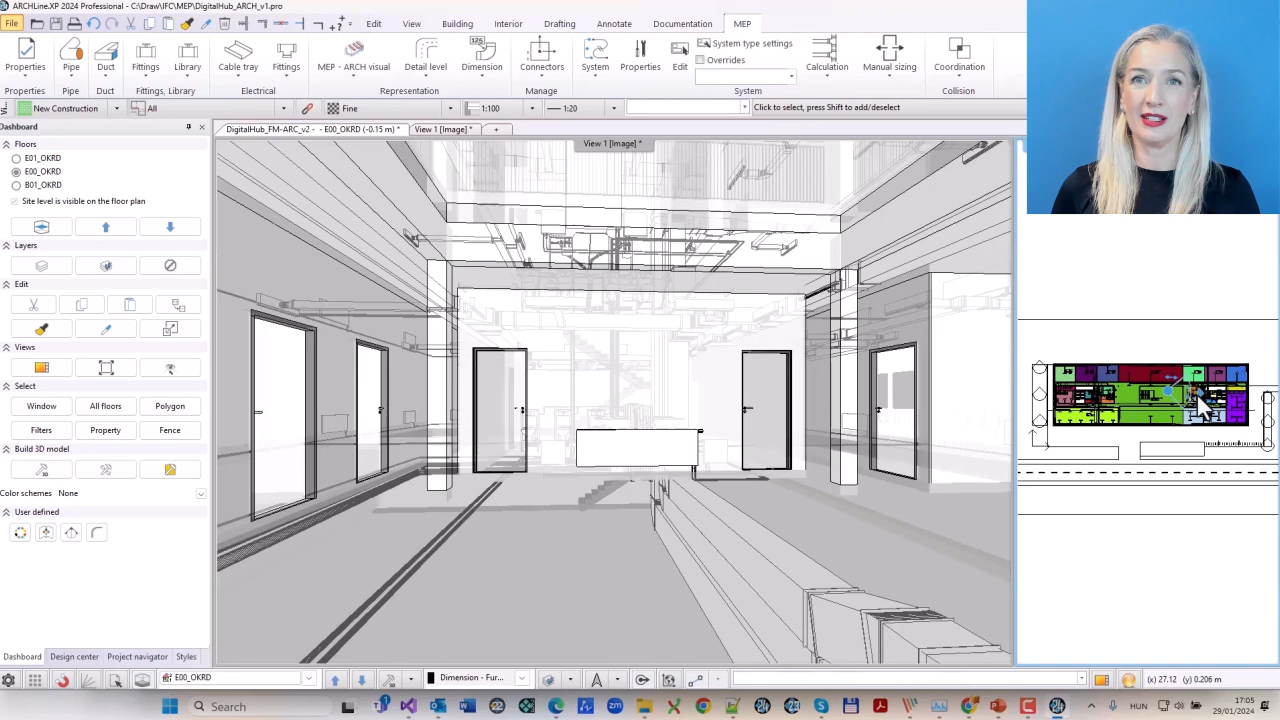 ARCHLine.XP 2024 Professional - C:\Draw\IFC\MEP\DigitalHub_ARCH_v1.pro
File
Edit
View
Building
Interior
Drafting
Annotate
Documentation
MEP
Properties
Pipe
Duct
Fittings
Library
Cable tray
Fittings
MEP - ARCH visual
Detail level
Dimension
Connectors
System
Properties
Edit
System type settings
Overrides
Calculation
Manual sizing
Coordination
Properties
Pipe
Duct
Fittings, Library
Electrical
Representation
Manage
System
Collision
New Construction
All
Fine
1:100
1:20
Click to select, press Shift to add/deselect
Dashboard
DigitalHub_FM-ARC_v2 - - E00_OKRD (-0.15 m) *
View 1 [Image] *
+
View 1 [Image] *
Floors
E01_OKRD
E00_OKRD
B01_OKRD
Site level is visible on the floor plan
Layers
Edit
Views
Select
Window
All floors
Polygon
Filters
Property
Fence
Build 3D model
Color schemes None
User defined
Dashboard
Design center
Project navigator
Styles
E00_OKRD
Dimension - Fur...
(x) 27.12 (y) 0.206 m
Search
HUN
17:05
29/01/2024